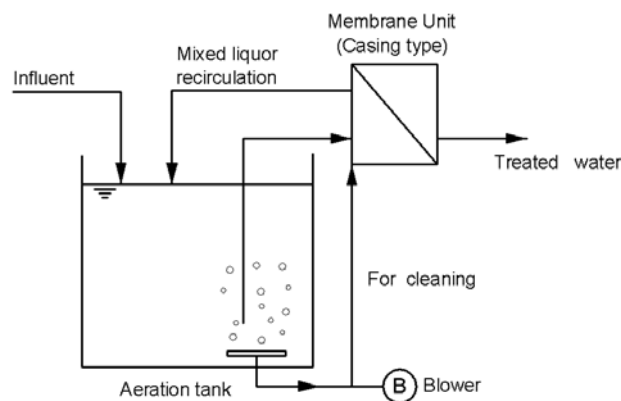 Membrane Unit
(Casing type)
Mixed liquor
recirculation
Influent
Treated water
For cleaning
Aeration tank
B
Blower